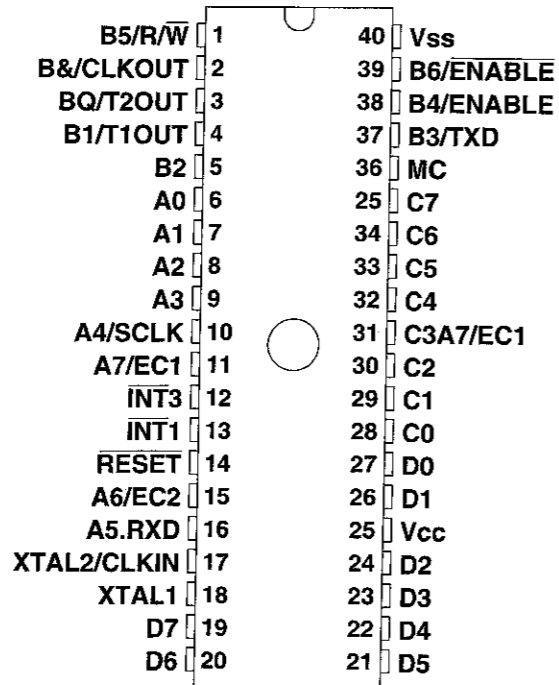 B5/R/W 1 40 Vss
B&/CLKOUT 2 39 B6/ENABLE
BQ/T2OUT 3 38 B4/ENABLE
B1/T1OUT 4 37 B3/TXD
B2 5 36 MC
A0 6 25 C7
A1 7 34 C6
A2 8 33 C5
A3 9 32 C4
A4/SCLK 10 31 C3A7/EC1
A7/EC1 11 30 C2
INT3 12 29 C1
INT1 13 28 C0
RESET 14 27 D0
A6/EC2 15 26 D1
A5.RXD 16 25 Vcc
XTAL2/CLKIN 17 24 D2
XTAL1 18 23 D3
D7 19 22 D4
D6 20 21 D5